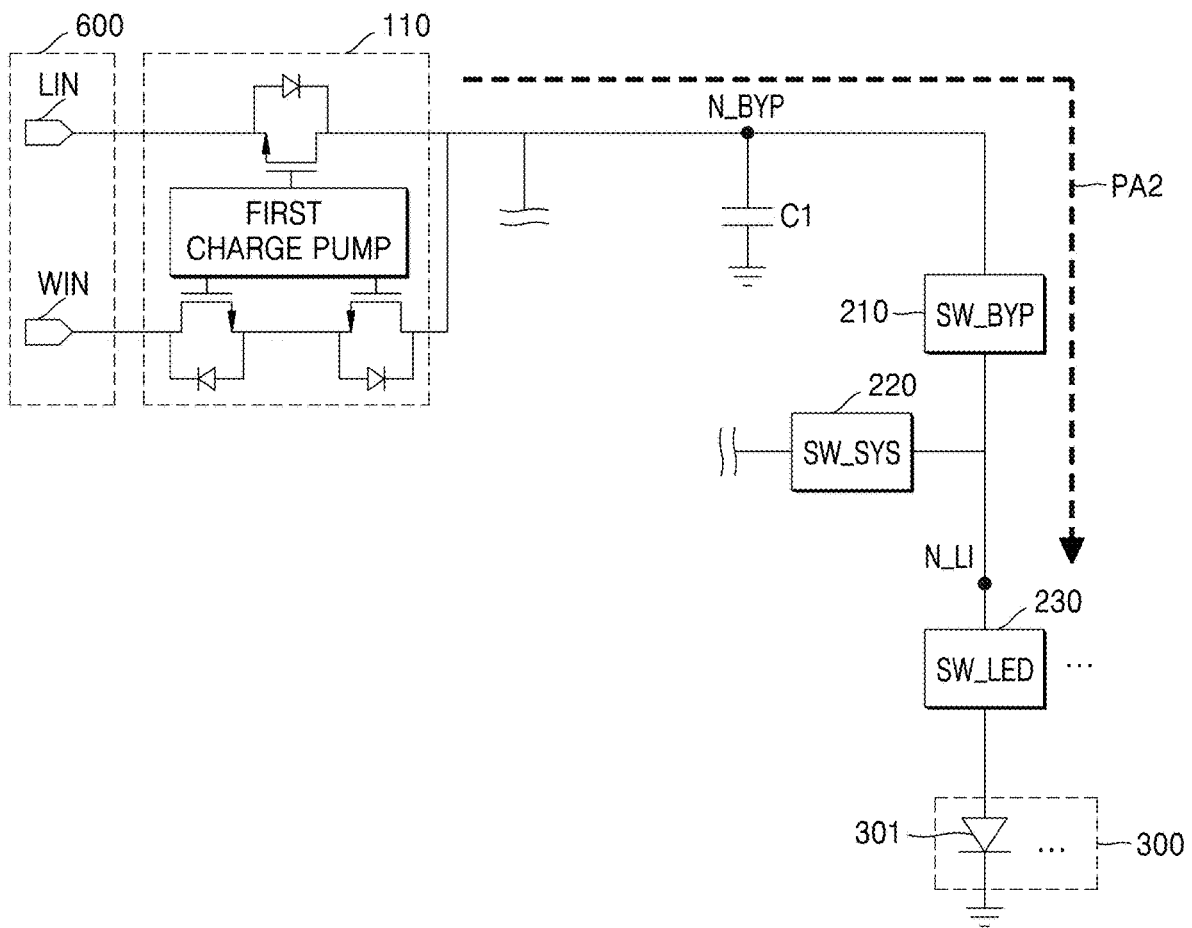 600
110
LIN
N_BYP
PA2
FIRST
CHARGE PUMP
C1
WIN
210
SW_BYP
220
SW_SYS
N_LI
230
SW_LED
...
301
...
300